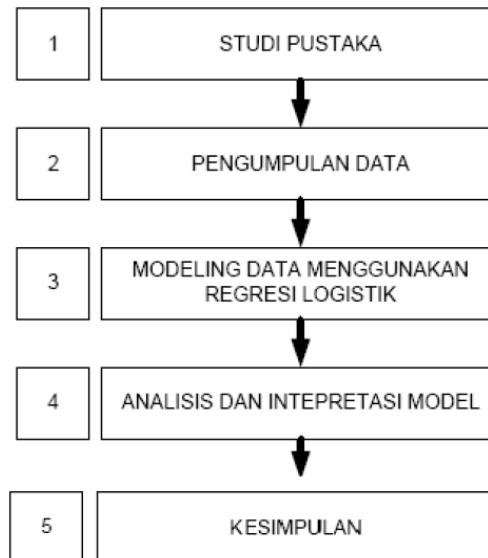 1
STUDI PUSTAKA
2
PENGUMPULAN DATA
3
MODELING DATA MENGGUNAKAN
REGRESI LOGISTIK
4
ANALISIS DAN INTEPRETASI MODEL
5
KESIMPULAN